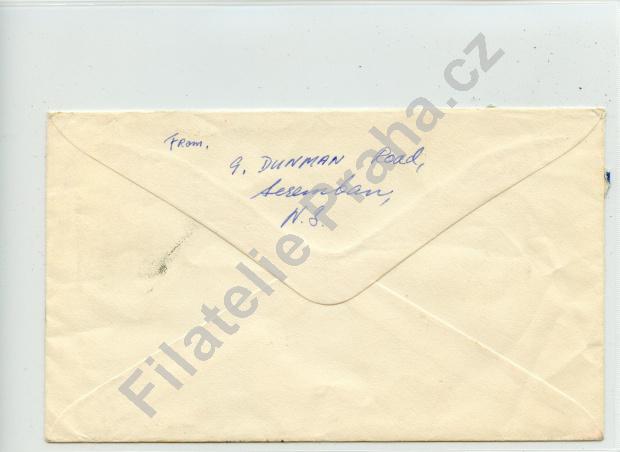 From.
9. DUNMAN Road,
Seremban,
N.S.
Filatelie Praha.cz